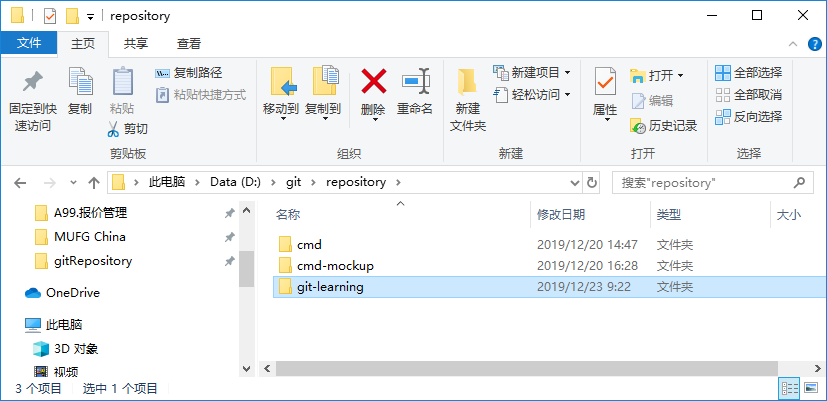 repository
文件 主页 共享 查看
固定到快速访问 复制 粘贴 复制路径 粘贴快捷方式 剪切 移动到 复制到 删除 重命名 新建文件夹 新建项目 轻松访问 属性 打开 编辑 历史记录 全部选择 全部取消 反向选择
剪贴板 组织 新建 打开 选择
此电脑 Data (D:) git repository 搜索"repository"
名称 修改日期 类型 大小
A99.报价管理
MUFG China
gitRepository
OneDrive
此电脑
3D 对象
视频
cmd 2019/12/20 14:47 文件夹
cmd-mockup 2019/12/20 16:28 文件夹
git-learning 2019/12/23 9:22 文件夹
3 个项目 选中 1 个项目